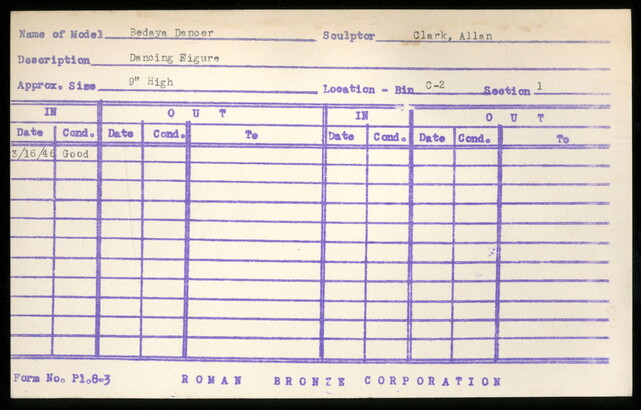 Name of Model Bedaya Dancer Sculptor Clark, Allan
Description Dancing Figure
Approx. Size 9" High Location - Bin C-2 Section 1
IN OUT IN OUT
Date Cond. Date Cond. To Date Cond. Date Cond. To
3/16/46 Good
Form No. P1.8-3 ROMAN BRONZE CORPORATION